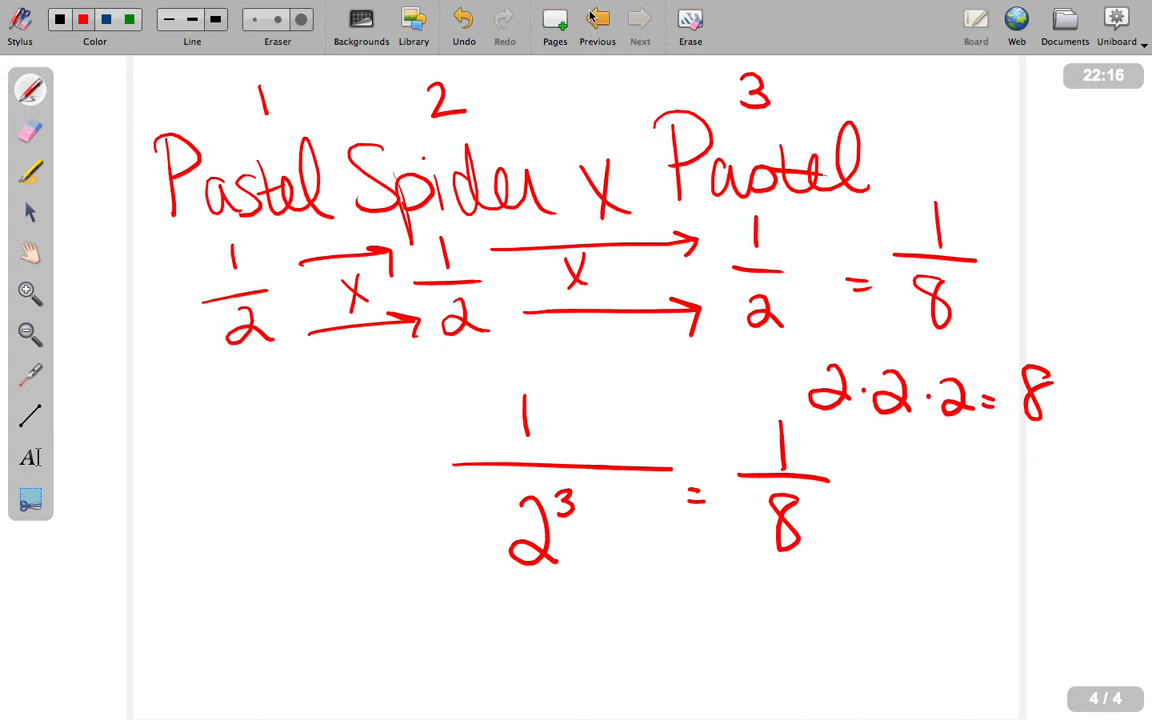 Stylus Color Line Eraser Backgrounds Library Undo Redo Pages Previous Next Erase Board Web Documents Uniboard
22:16
1 2 3
Pastel Spider x Pastel
1/2 x 1/2 x 1/2 = 1/8
2·2·2=8
1/2³ = 1/8
4 / 4